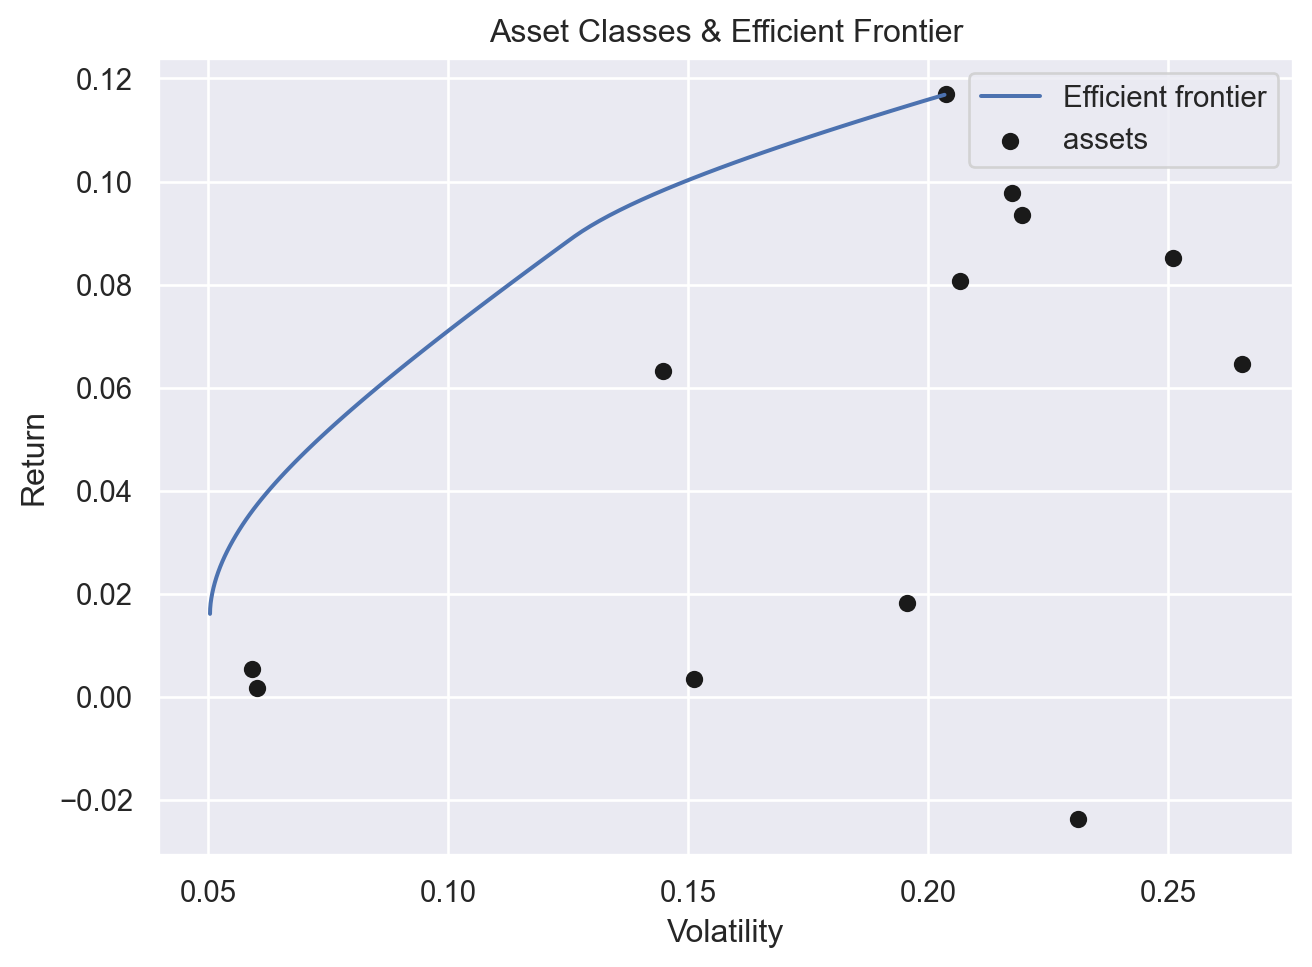 Asset Classes & Efficient Frontier
Efficient frontier
assets
0.12
0.10
0.08
0.06
0.04
0.02
0.00
−0.02
Return
0.05 0.10 0.15 0.20 0.25
Volatility